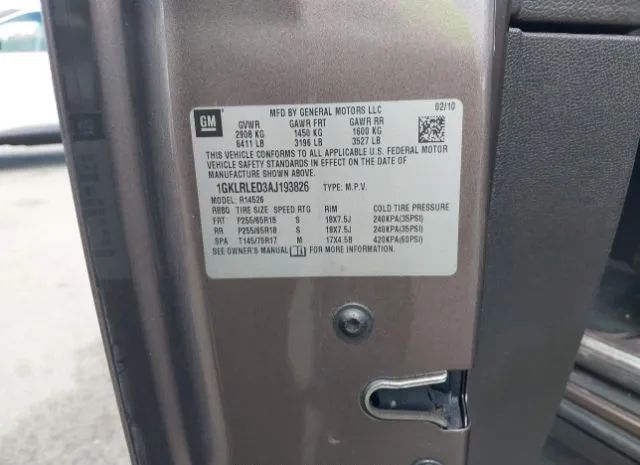 GM
MFD BY GENERAL MOTORS LLC 02/10
GVWR GAWR FRT GAWR RR
2908 KG 1450 KG 1600 KG
6411 LB 3196 LB 3527 LB
THIS VEHICLE CONFORMS TO ALL APPLICABLE U.S. FEDERAL MOTOR
VEHICLE SAFETY STANDARDS IN EFFECT ON THE DATE OF
MANUFACTURE SHOWN ABOVE.
1GKLRLED3AJ193826 TYPE: M.P.V.
MODEL: R14526
RBBO TIRE SIZE SPEED RTG RIM COLD TIRE PRESSURE
FRT P255/65R18 S 18X7.5J 240KPA(35PSI)
RR P255/65R18 S 18X7.5J 240KPA(35PSI)
SPA T145/70R17 M 17X4.5B 420KPA(60PSI)
SEE OWNER'S MANUAL FOR MORE INFORMATION